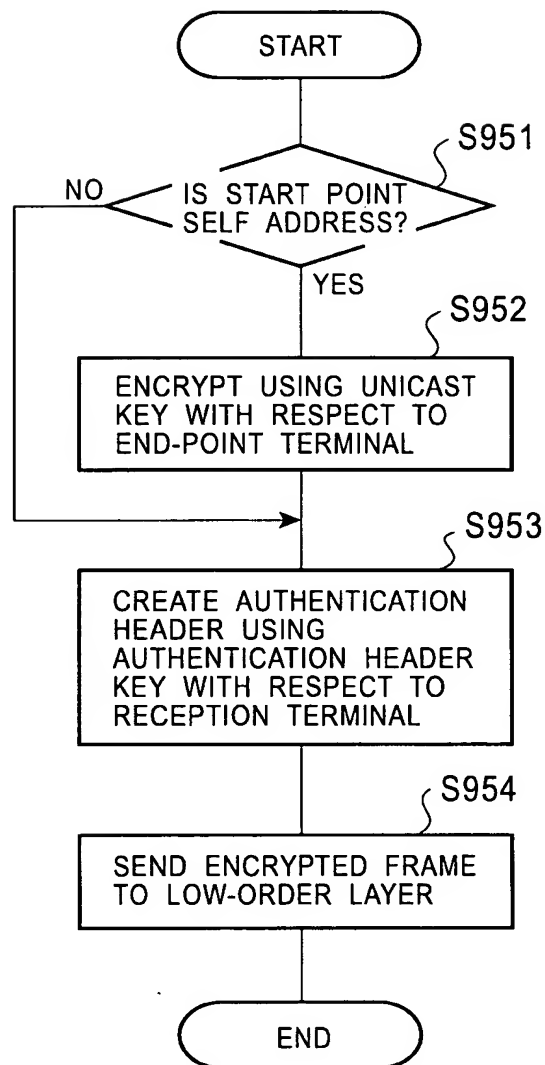 START
S951
NO
IS START POINT
SELF ADDRESS?
YES
S952
ENCRYPT USING UNICAST
KEY WITH RESPECT TO
END-POINT TERMINAL
S953
CREATE AUTHENTICATION
HEADER USING
AUTHENTICATION HEADER
KEY WITH RESPECT TO
RECEPTION TERMINAL
S954
SEND ENCRYPTED FRAME
TO LOW-ORDER LAYER
END